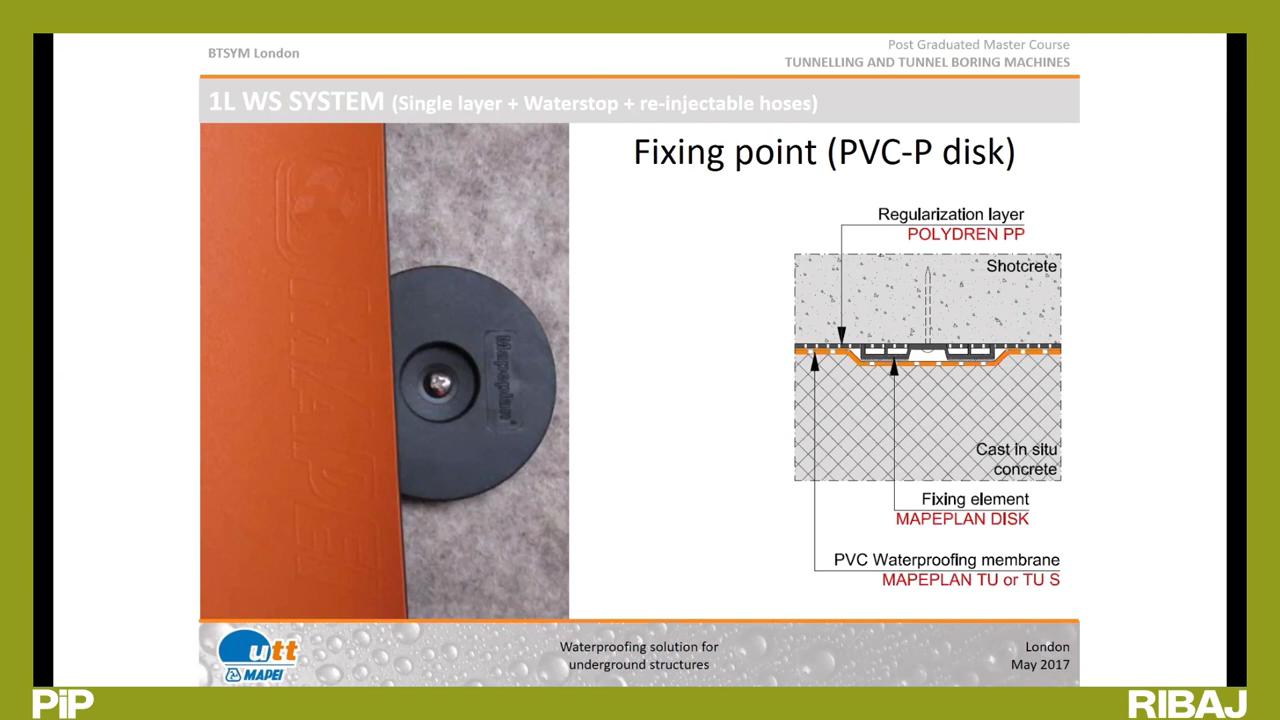 BTSYM London
Post Graduated Master Course
TUNNELLING AND TUNNEL BORING MACHINES
1L WS SYSTEM (Single layer + Waterstop + re-injectable hoses)
MAPEI
Mapeplan®
Fixing point (PVC-P disk)
Regularization layer
POLYDREN PP
Shotcrete
Cast in situ
concrete
Fixing element
MAPEPLAN DISK
PVC Waterproofing membrane
MAPEPLAN TU or TU S
utt
MAPEI
Waterproofing solution for
underground structures
London
May 2017
PiP
RIBAJ